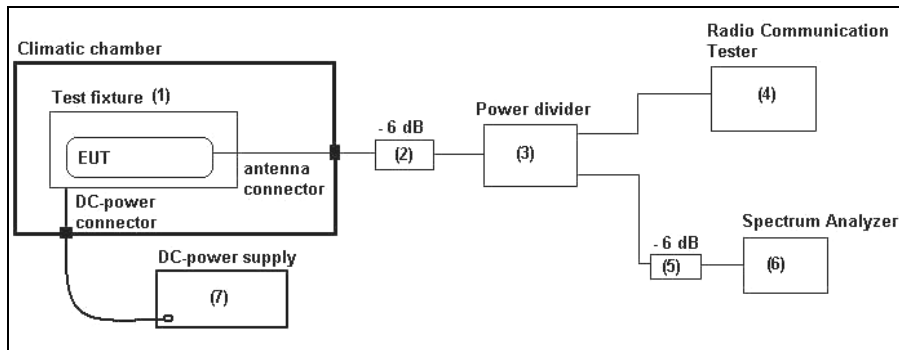 Climatic chamber
Test fixture (1)
EUT
antenna
connector
DC-power
connector
DC-power supply
(7)
- 6 dB
(2)
Power divider
(3)
Radio Communication
Tester
(4)
- 6 dB
(5)
Spectrum Analyzer
(6)